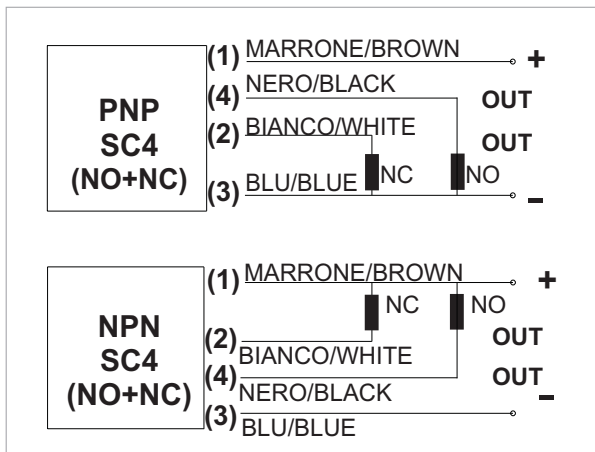 (1) MARRONE/BROWN +
(4) NERO/BLACK OUT
PNP
SC4
(NO+NC)
(2) BIANCO/WHITE OUT
NC NO
(3) BLU/BLUE -
(1) MARRONE/BROWN +
NC NO
NPN
SC4
(NO+NC)
(2) OUT
BIANCO/WHITE
(4) OUT
NERO/BLACK -
(3)
BLU/BLUE